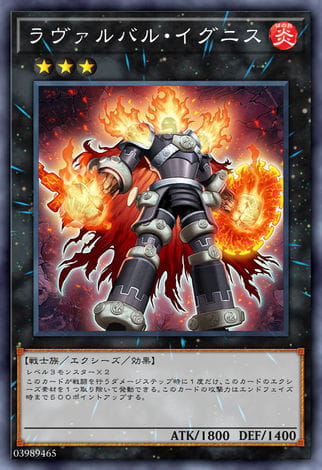 ラヴァルバル・イグニス
ほのお
炎
【戦士族／エクシーズ／効果】
レベル３モンスター×２
このカードが戦闘を行うダメージステップ時に１度だけ、このカードのエクシ
ーズ素材を１つ取り除いて発動できる。このカードの攻撃力はエンドフェイズ
時まで５００ポイントアップする。
ATK/1800 DEF/1400
03989465